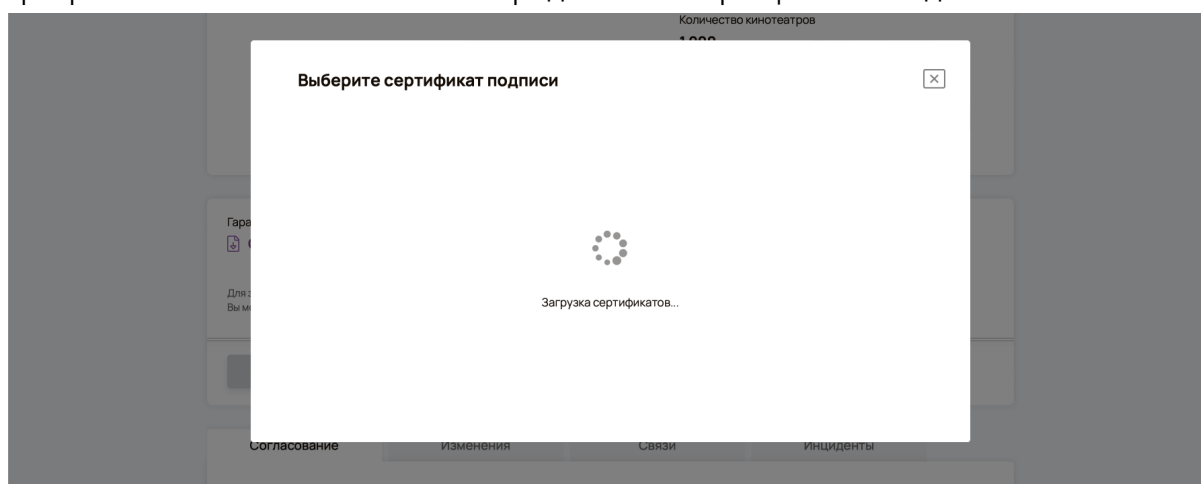 Количество кинотеатров
Выберите сертификат подписи
Гара
Для з
Вы м
Загрузка сертификатов...
Согласование Изменения Связи Инциденты